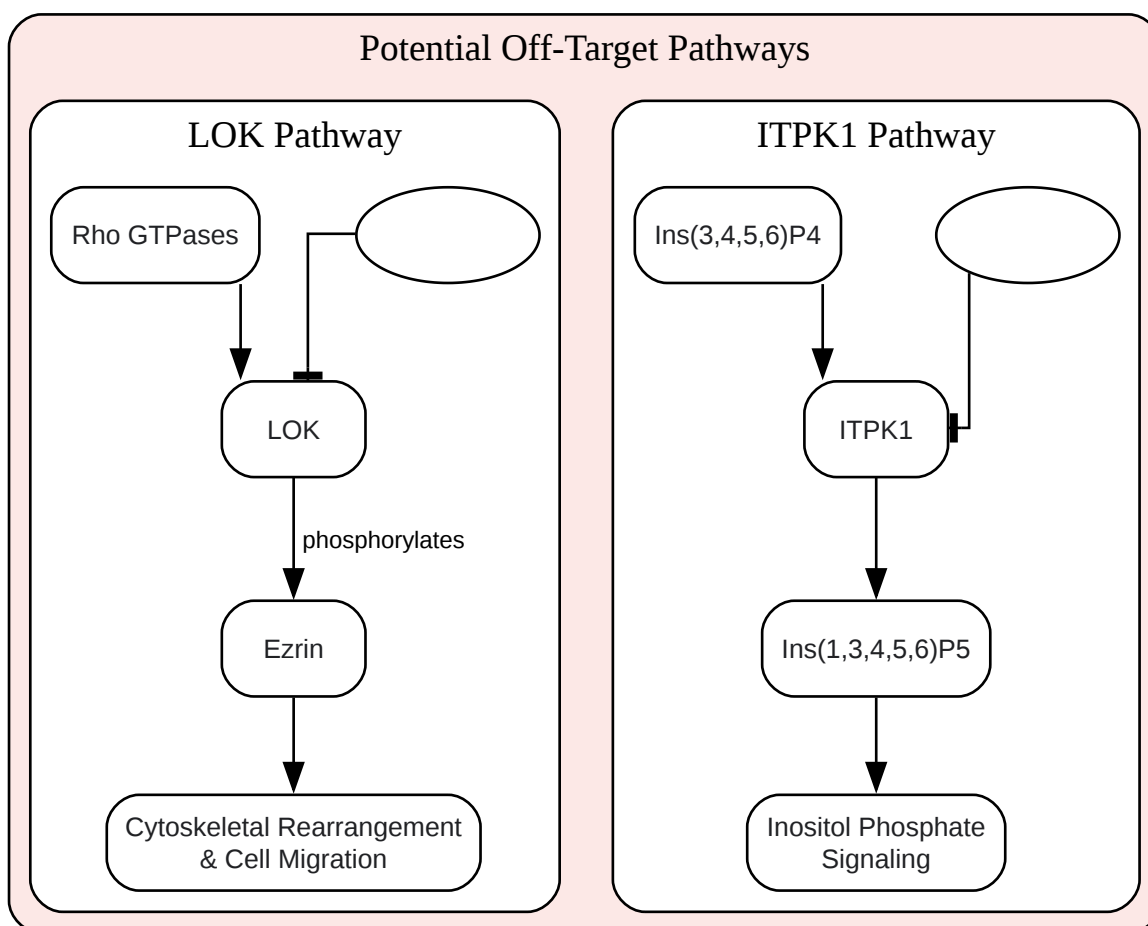 Potential Off-Target Pathways
LOK Pathway
Rho GTPases
LOK
phosphorylates
Ezrin
Cytoskeletal Rearrangement
& Cell Migration
ITPK1 Pathway
Ins(3,4,5,6)P4
ITPK1
Ins(1,3,4,5,6)P5
Inositol Phosphate
Signaling